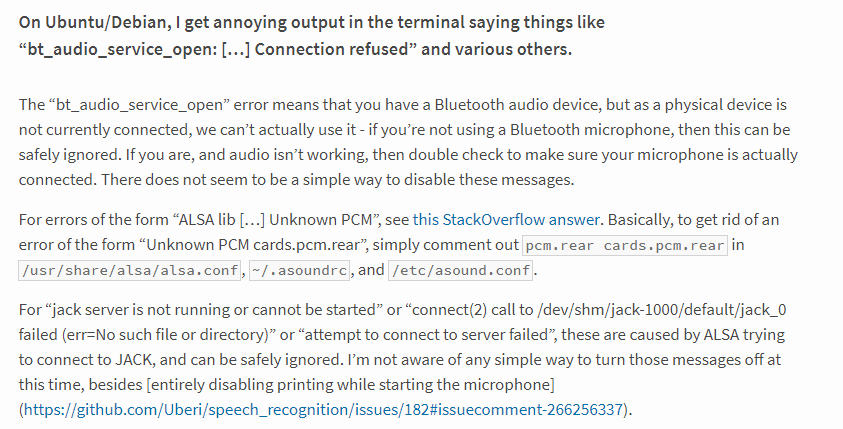 On Ubuntu/Debian, I get annoying output in the terminal saying things like
“bt_audio_service_open: […] Connection refused” and various others.
The “bt_audio_service_open” error means that you have a Bluetooth audio device, but as a physical device is
not currently connected, we can’t actually use it - if you’re not using a Bluetooth microphone, then this can be
safely ignored. If you are, and audio isn’t working, then double check to make sure your microphone is actually
connected. There does not seem to be a simple way to disable these messages.
For errors of the form “ALSA lib […] Unknown PCM”, see this StackOverflow answer. Basically, to get rid of an
error of the form “Unknown PCM cards.pcm.rear”, simply comment out pcm.rear cards.pcm.rear in
/usr/share/alsa/alsa.conf, ~/.asoundrc, and /etc/asound.conf.
For “jack server is not running or cannot be started” or “connect(2) call to /dev/shm/jack-1000/default/jack_0
failed (err=No such file or directory)” or “attempt to connect to server failed”, these are caused by ALSA trying
to connect to JACK, and can be safely ignored. I’m not aware of any simple way to turn those messages off at
this time, besides [entirely disabling printing while starting the microphone]
(https://github.com/Uberi/speech_recognition/issues/182#issuecomment-266256337).